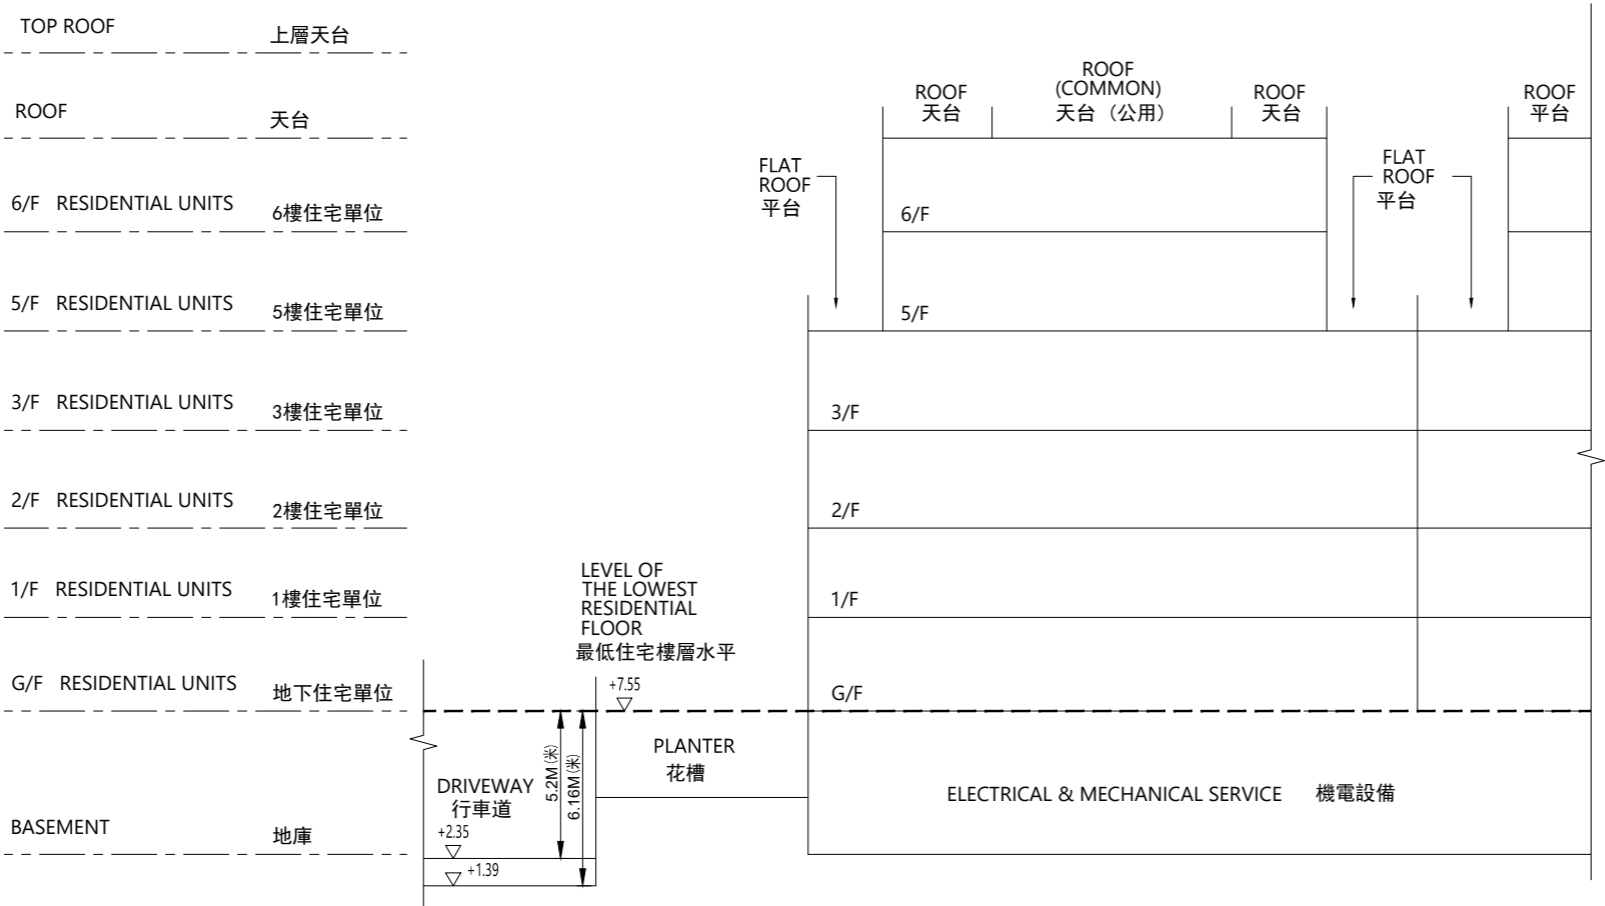 TOP ROOF 上層天台
ROOF 天台
6/F RESIDENTIAL UNITS 6樓住宅單位
5/F RESIDENTIAL UNITS 5樓住宅單位
3/F RESIDENTIAL UNITS 3樓住宅單位
2/F RESIDENTIAL UNITS 2樓住宅單位
1/F RESIDENTIAL UNITS 1樓住宅單位
G/F RESIDENTIAL UNITS 地下住宅單位
BASEMENT 地庫
ROOF
天台
ROOF
(COMMON)
天台（公用）
ROOF
天台
ROOF
平台
FLAT
ROOF
平台
FLAT
ROOF
平台
6/F
5/F
3/F
2/F
1/F
G/F
LEVEL OF
THE LOWEST
RESIDENTIAL
FLOOR
最低住宅樓層水平
+7.55
5.2M(米)
6.16M(米)
PLANTER
花槽
DRIVEWAY
行車道
+2.35
+1.39
ELECTRICAL & MECHANICAL SERVICE 機電設備